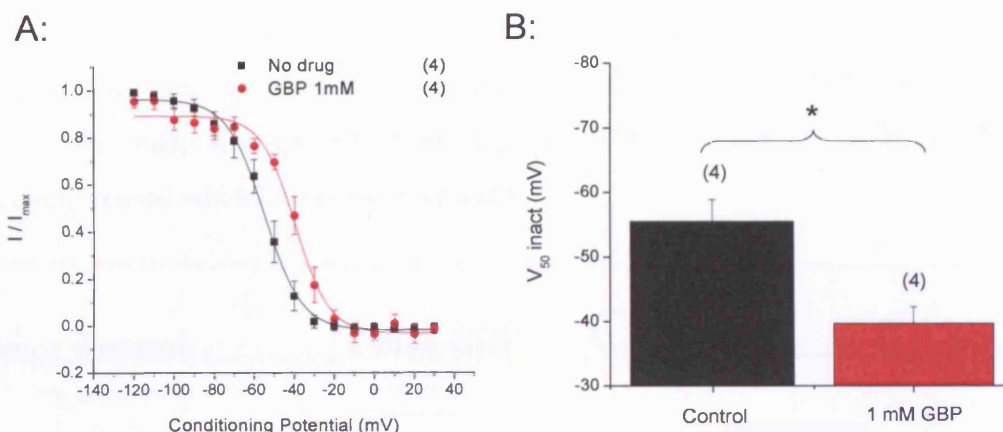 A:
No drug (4)
GBP 1mM (4)
1.0
0.8
0.6
0.4
0.2
0.0
-0.2
I / Imax
-140 -120 -100 -80 -60 -40 -20 0 20 40
Conditioning Potential (mV)
B:
-80
-70
-60
-50
-40
-30
V50 inact (mV)
*
(4)
(4)
Control 1 mM GBP